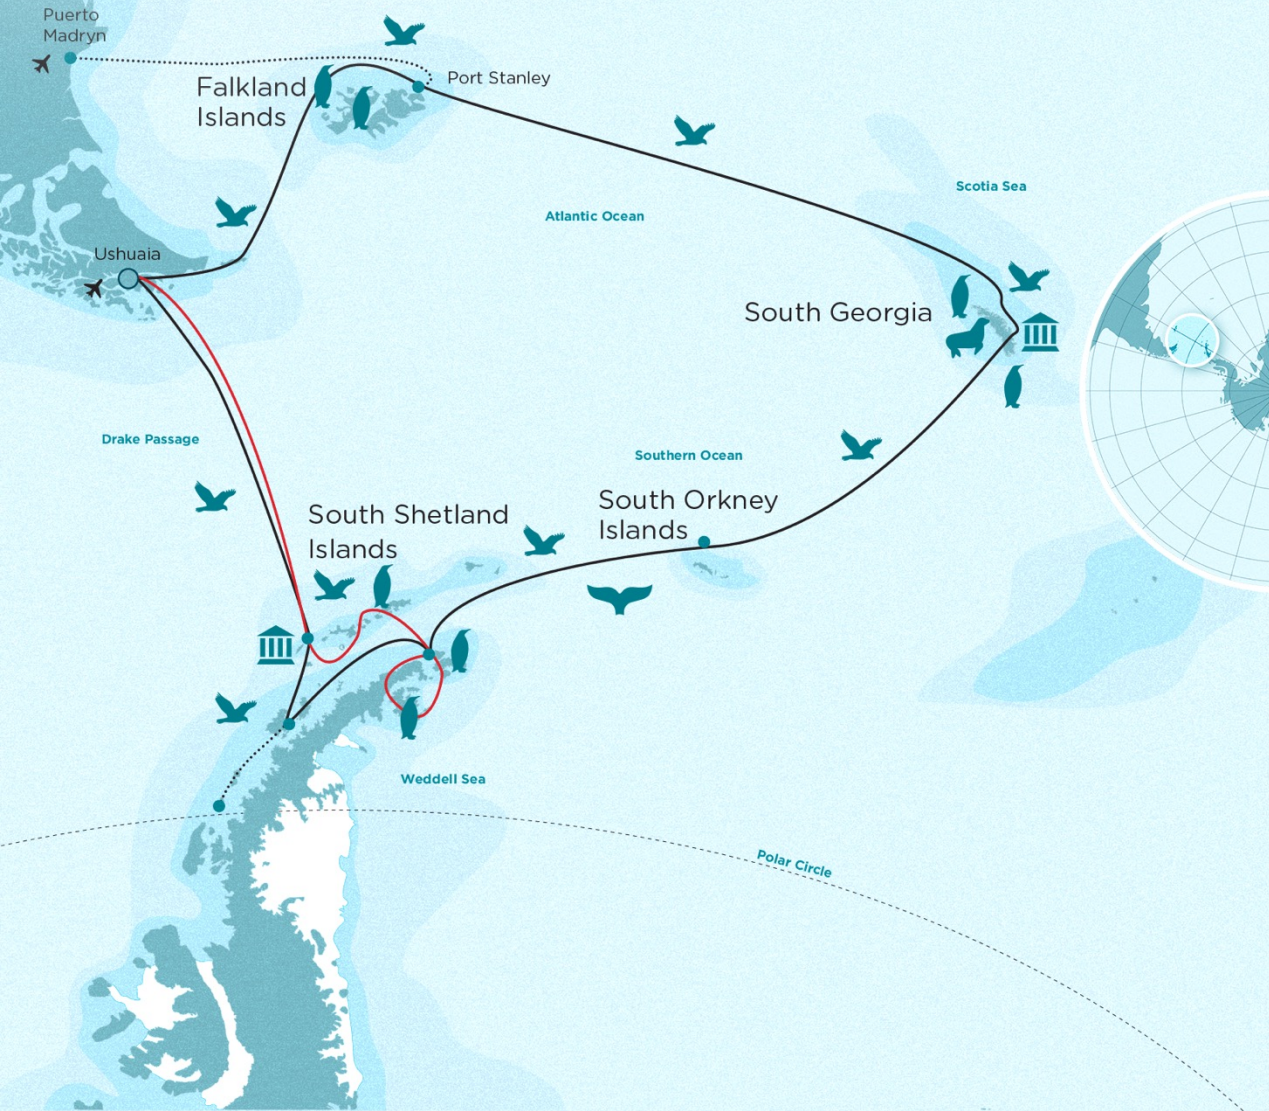 Puerto
Madryn
Falkland
Islands
Port Stanley
Scotia Sea
Atlantic Ocean
Ushuaia
South Georgia
Drake Passage
Southern Ocean
South Orkney
Islands
South Shetland
Islands
Weddell Sea
Polar Circle